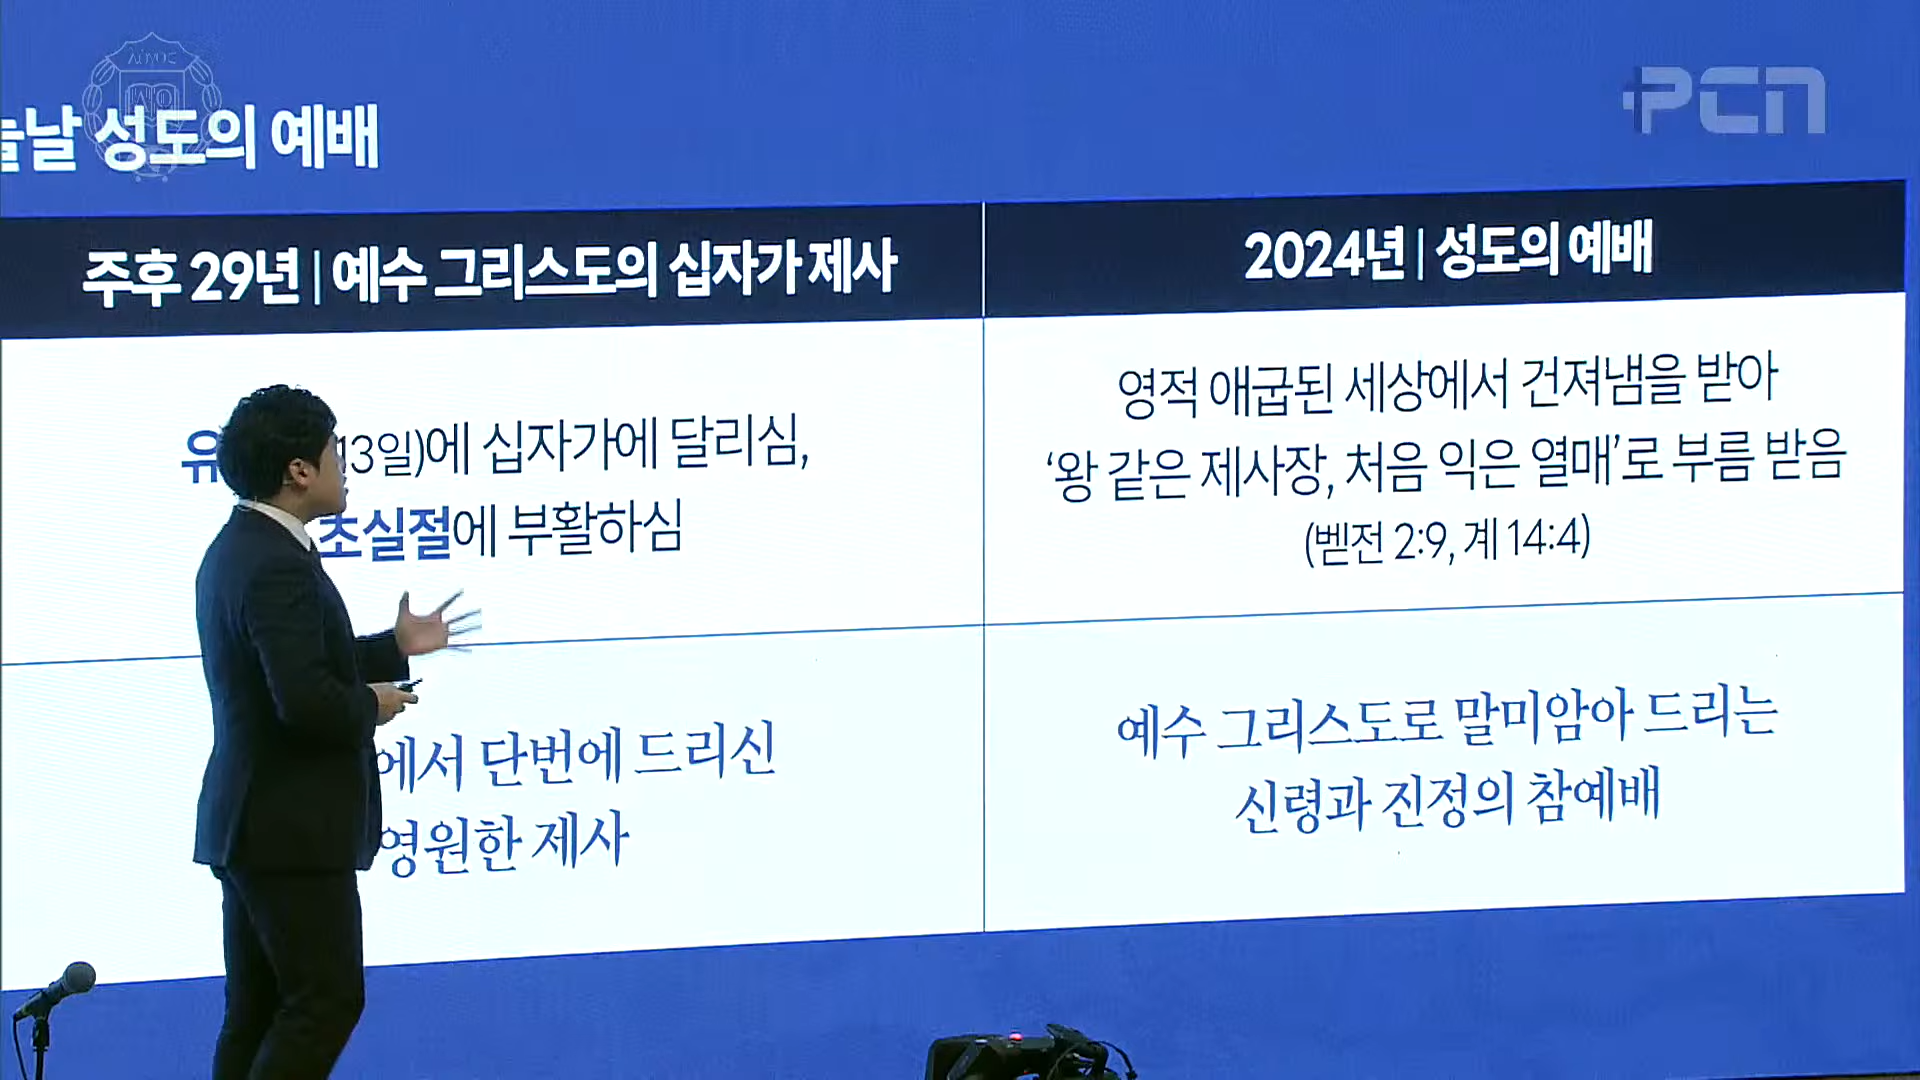 성도의 예배
PCN
주후 29년 | 예수 그리스도의 십자가 제사
2024년 | 성도의 예배
13일)에 십자가에 달리심,
초실절에 부활하심
영적 애굽된 세상에서 건져냄을 받아
‘왕 같은 제사장, 처음 익은 열매’로 부름 받음
(벧전 2:9, 계 14:4)
에서 단번에 드리신
영원한 제사
예수 그리스도로 말미암아 드리는
신령과 진정의 참예배